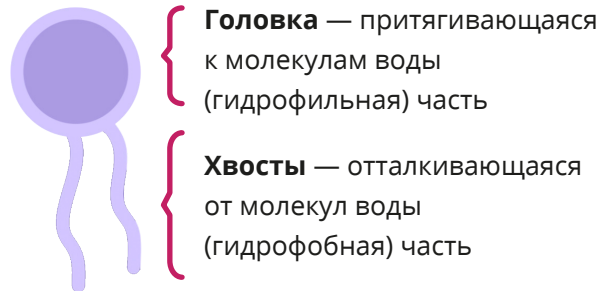 Головка — притягивающаяся
к молекулам воды
(гидрофильная) часть
Хвосты — отталкивающаяся
от молекул воды
(гидрофобная) часть